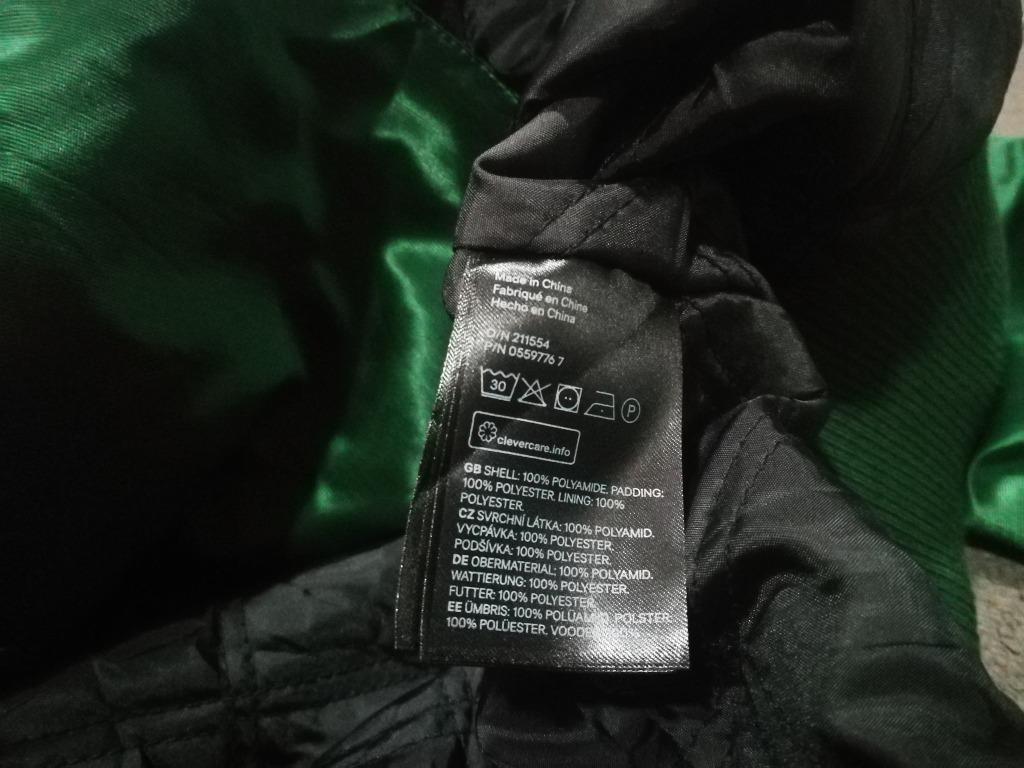 Made in China
Fabriqué en Chine
Hecho en China
O/N 211554
P/N 0559776 7
30
P
clevercare.info
GB SHELL: 100% POLYAMIDE. PADDING:
100% POLYESTER. LINING: 100%
POLYESTER.
CZ SVRCHNÍ LÁTKA: 100% POLYAMID.
VYCPÁVKA: 100% POLYESTER.
PODŠÍVKA: 100% POLYESTER.
DE OBERMATERIAL: 100% POLYAMID.
WATTIERUNG: 100% POLYESTER.
FUTTER: 100% POLYESTER.
EE ÜMBRIS: 100% POLÜAMID. POLSTER:
100% POLÜESTER.